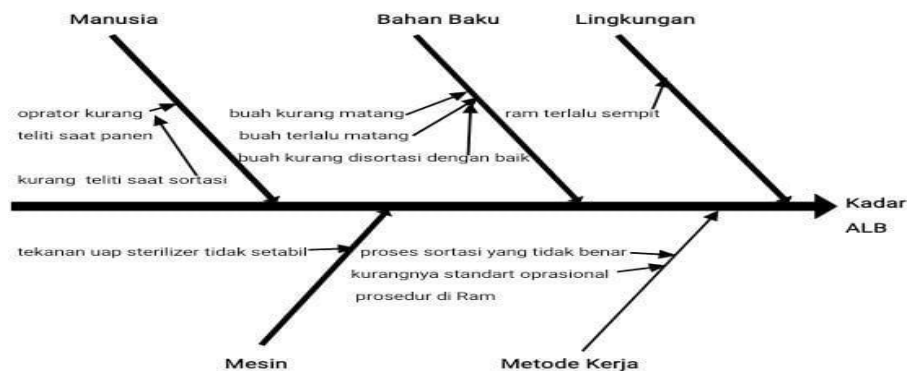 Manusia
Bahan Baku
Lingkungan
oprator kurang
teliti saat panen
kurang teliti saat sortasi
buah kurang matang
buah terlalu matang
buah kurang disortasi dengan baik
ram terlalu sempit
Kadar
ALB
tekanan uap sterilizer tidak setabil
proses sortasi yang tidak benar
kurangnya standart oprasional
prosedur di Ram
Mesin
Metode Kerja